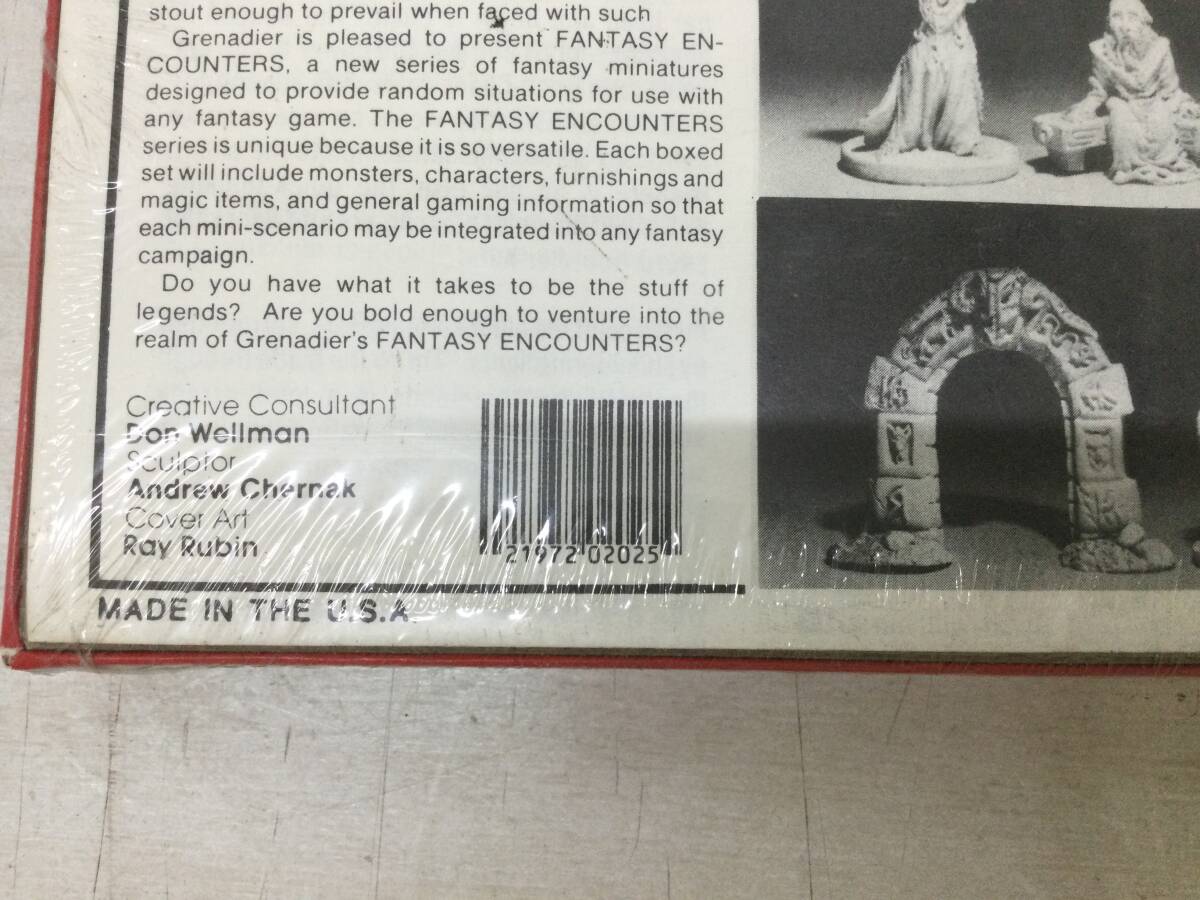 stout enough to prevail when faced with such
Grenadier is pleased to present FANTASY EN-
COUNTERS, a new series of fantasy miniatures
designed to provide random situations for use with
any fantasy game. The FANTASY ENCOUNTERS
series is unique because it is so versatile. Each boxed
set will include monsters, characters, furnishings and
magic items, and general gaming information so that
each mini-scenario may be integrated into any fantasy
campaign.
Do you have what it takes to be the stuff of
legends? Are you bold enough to venture into the
realm of Grenadier's FANTASY ENCOUNTERS?
Creative Consultant
Don Wellman
Sculptor
Andrew Chernak
Cover Art
Ray Rubin
21972 02025
MADE IN THE U.S.A.